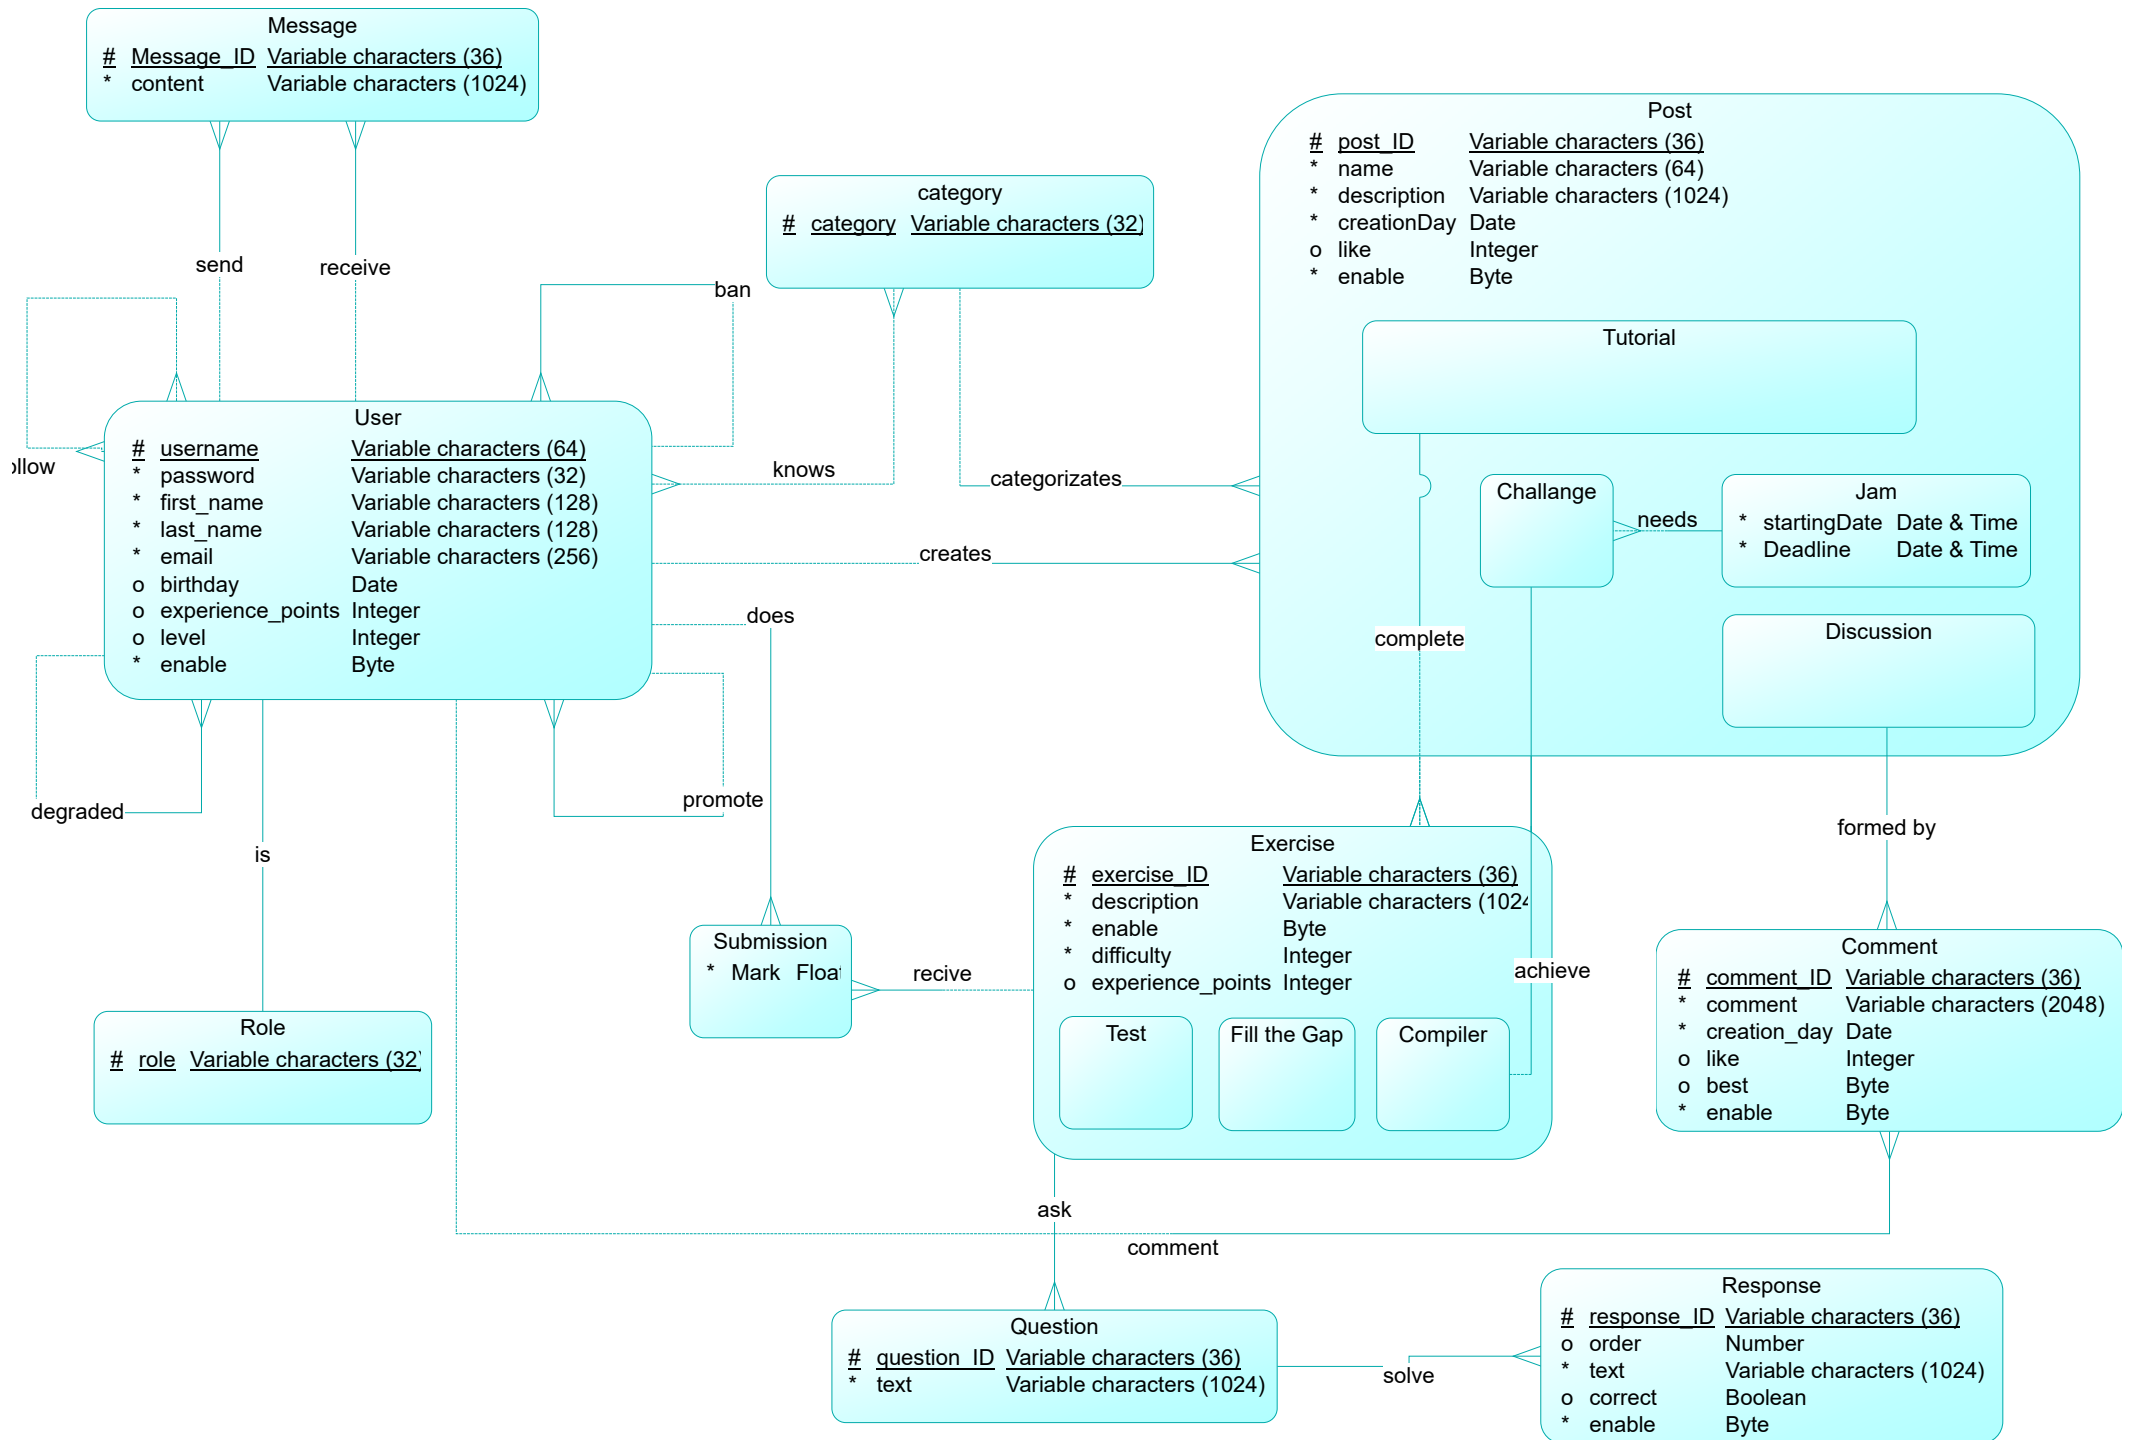 Message
# Message_ID Variable characters (36)
* content Variable characters (1024)
send
receive
category
# category Variable characters (32)
ban
Post
# post_ID Variable characters (36)
* name Variable characters (64)
* description Variable characters (1024)
* creationDay Date
o like Integer
* enable Byte
Tutorial
Challange
needs
Jam
* startingDate Date & Time
* Deadline Date & Time
Discussion
ollow
User
# username Variable characters (64)
* password Variable characters (32)
* first_name Variable characters (128)
* last_name Variable characters (128)
* email Variable characters (256)
o birthday Date
o experience_points Integer
o level Integer
* enable Byte
knows
categorizates
creates
does
complete
degraded
promote
is
formed by
Exercise
# exercise_ID Variable characters (36)
* description Variable characters (1024
* enable Byte
* difficulty Integer
o experience_points Integer
Test
Fill the Gap
Compiler
achieve
Submission
* Mark Float
recive
Role
# role Variable characters (32)
Comment
# comment_ID Variable characters (36)
* comment Variable characters (2048)
* creation_day Date
o like Integer
o best Byte
* enable Byte
ask
comment
Question
# question_ID Variable characters (36)
* text Variable characters (1024)
solve
Response
# response_ID Variable characters (36)
o order Number
* text Variable characters (1024)
o correct Boolean
* enable Byte